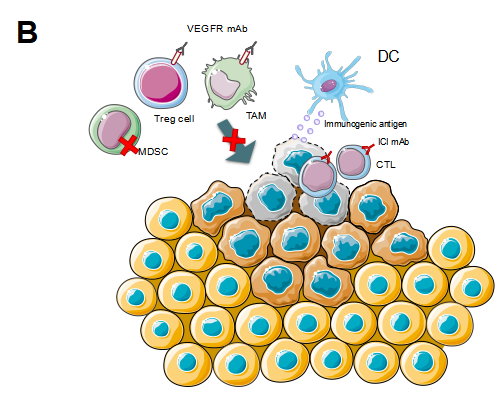 B
VEGFR mAb
DC
Treg cell
TAM
Immunogenic antigen
MDSC
ICI mAb
CTL